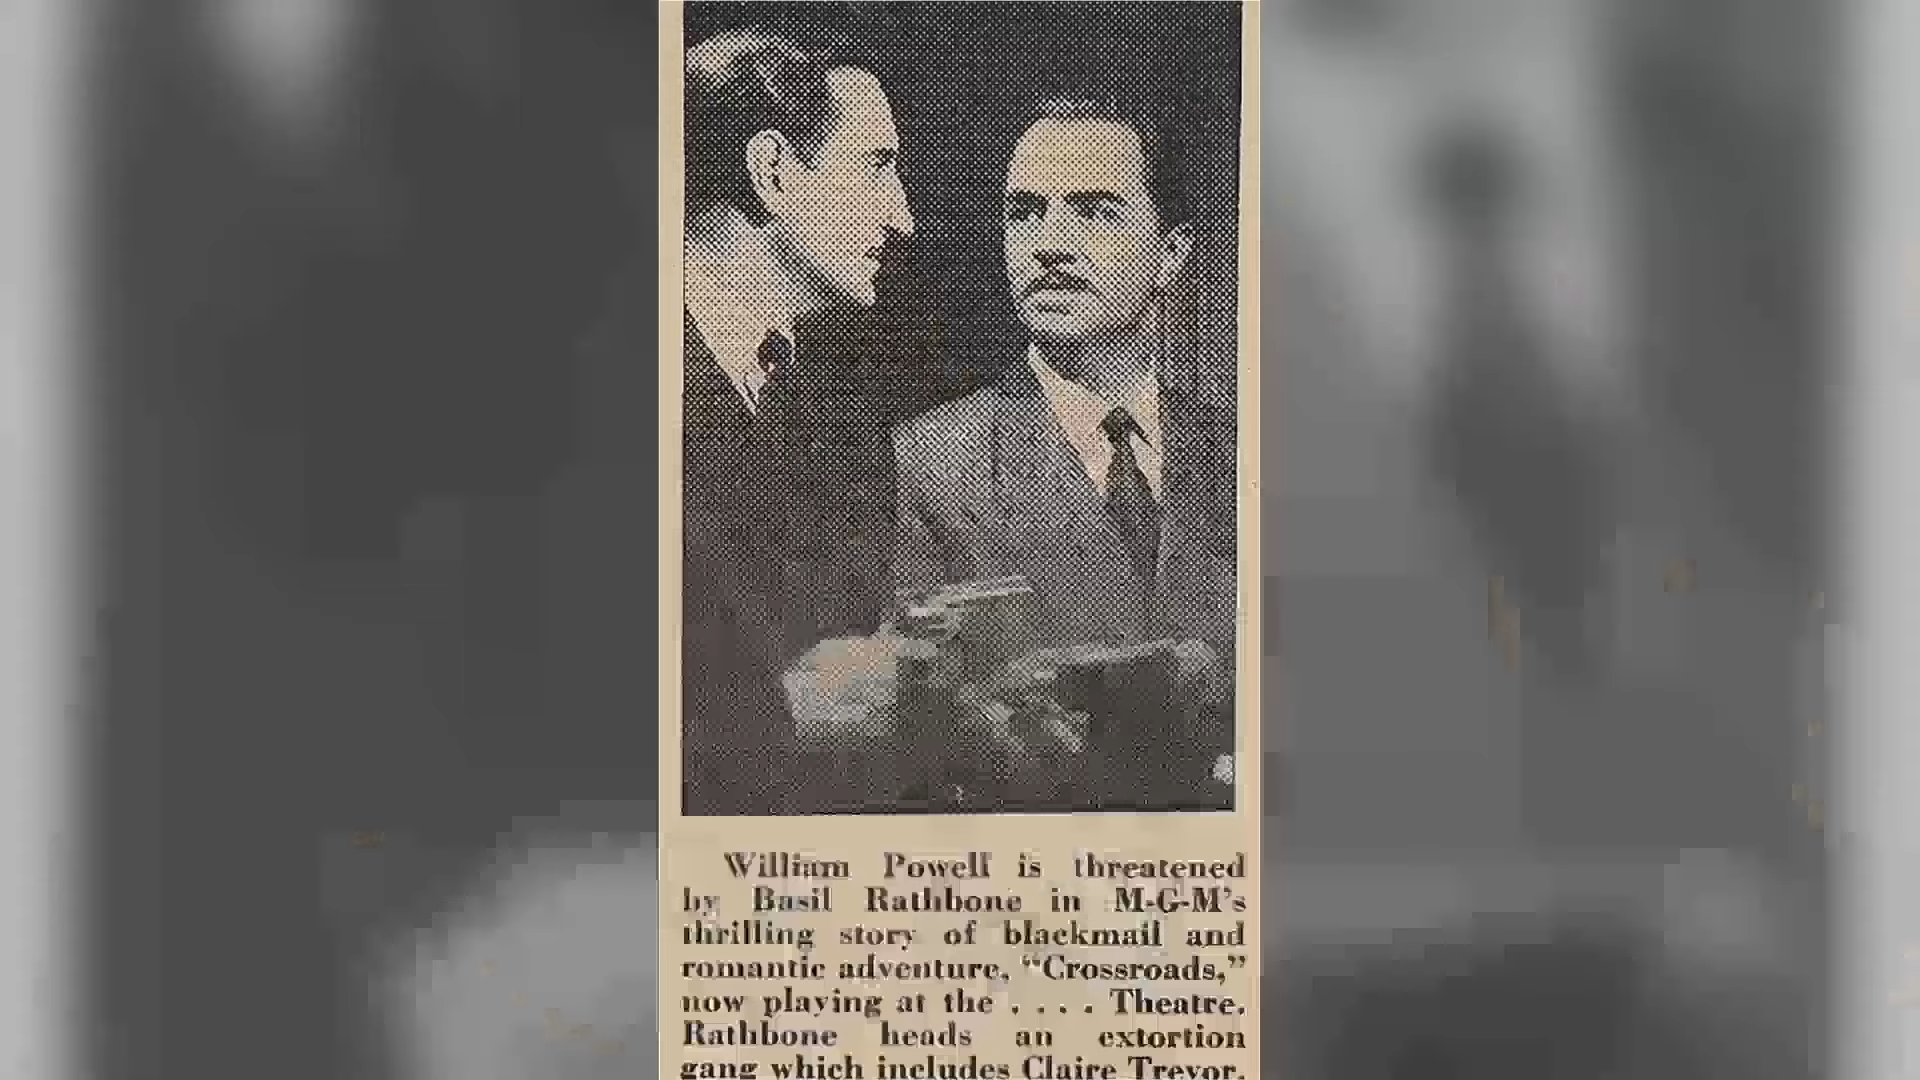 William Powell is threatened
by Basil Rathbone in M-G-M's
thrilling story of blackmail and
romantic adventure, “Crossroads,”
now playing at the . . . . Theatre.
Rathbone heads an extortion
gang which includes Claire Trevor.